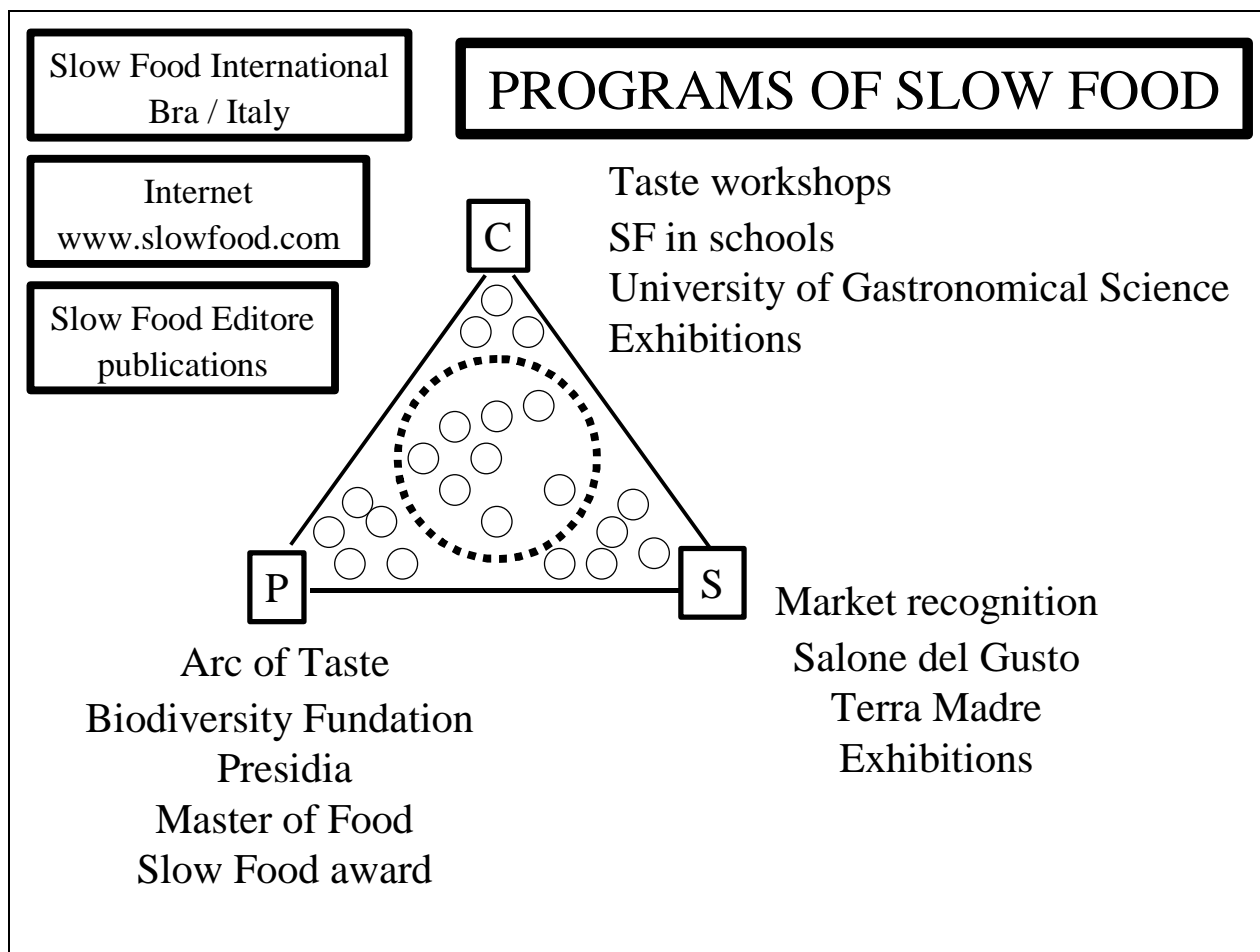 Slow Food International
Bra / Italy
PROGRAMS OF SLOW FOOD
Internet
www.slowfood.com
Slow Food Editore
publications
Taste workshops
SF in schools
University of Gastronomical Science
Exhibitions
C
P
S
Market recognition
Salone del Gusto
Terra Madre
Exhibitions
Arc of Taste
Biodiversity Fundation
Presidia
Master of Food
Slow Food award